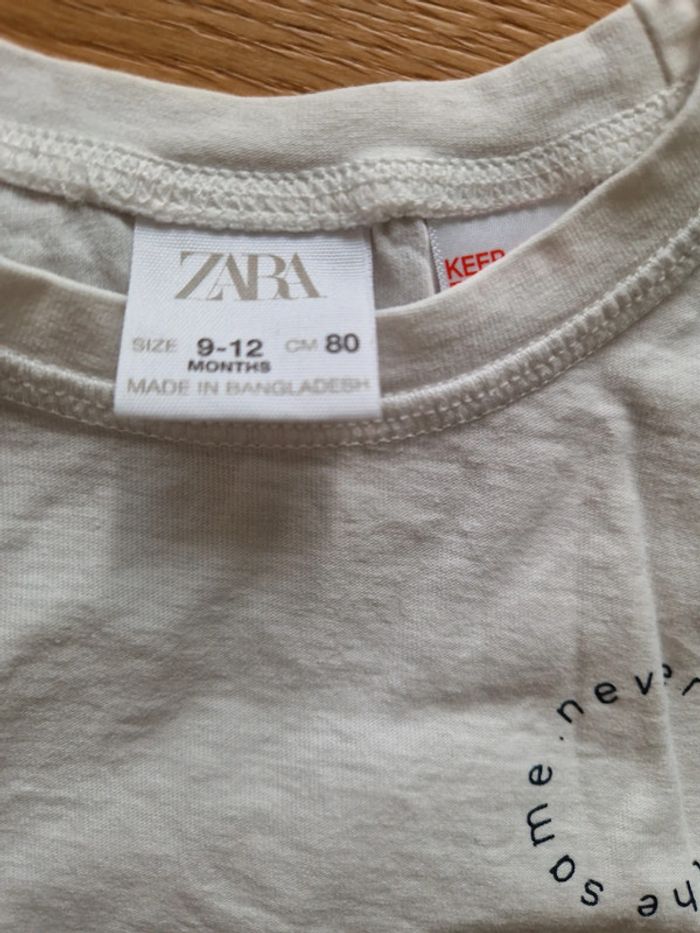 ZARA
SIZE 9-12 CM 80
MONTHS
MADE IN BANGLADESH
KEEP
never
the same.